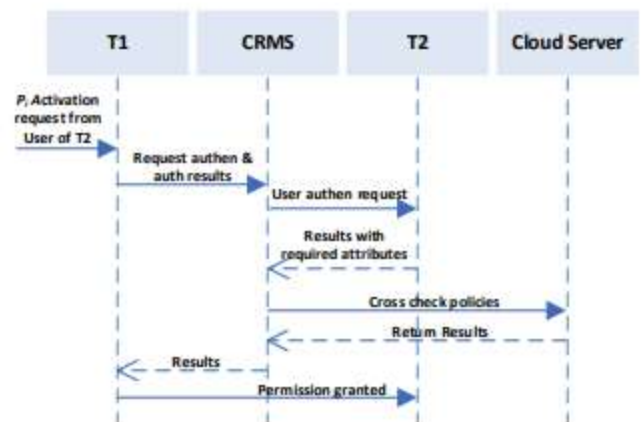 T1
CRMS
T2
Cloud Server
P, Activation
request from
User of T2
Request authen &
auth results
User authen request
Results with
required attributes
Cross check policies
Return Results
Results
Permission granted